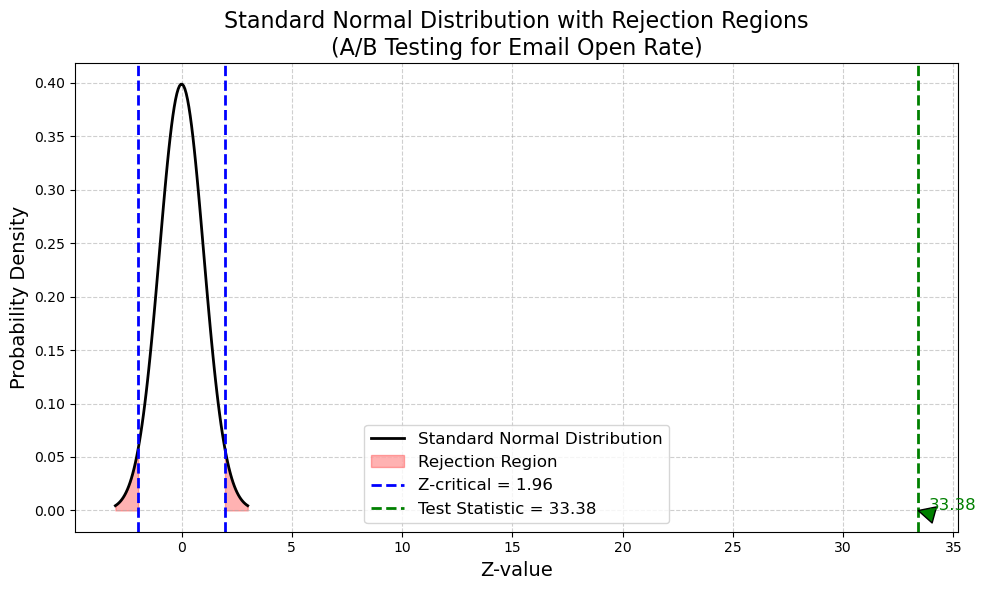 Standard Normal Distribution with Rejection Regions
(A/B Testing for Email Open Rate)
Probability Density
0.40
0.35
0.30
0.25
0.20
0.15
0.10
0.05
0.00
Standard Normal Distribution
Rejection Region
Z-critical = 1.96
Test Statistic = 33.38
33.38
0 5 10 15 20 25 30 35
Z-value